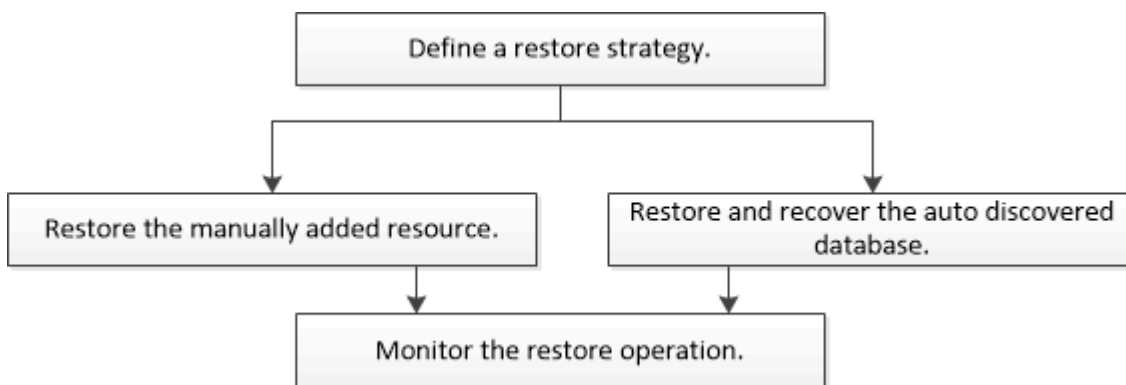 Define a restore strategy.
Restore the manually added resource.
Restore and recover the auto discovered
database.
Monitor the restore operation.